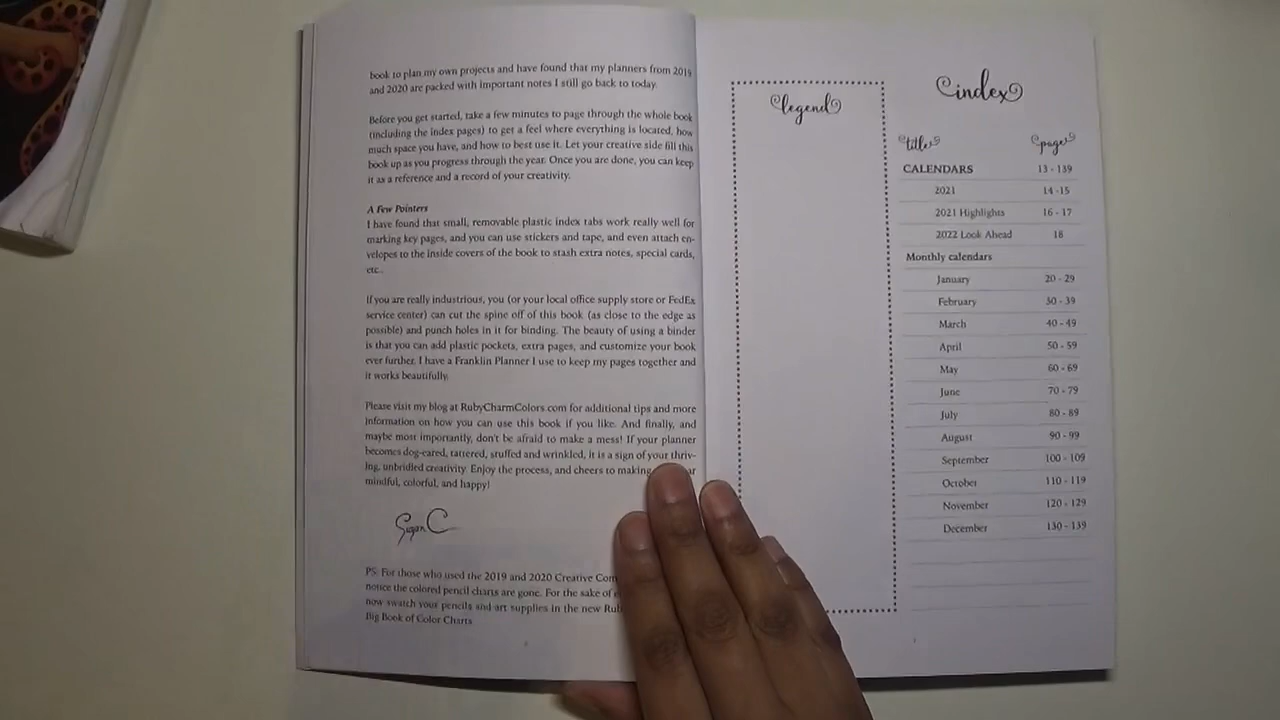 book to plan my own projects and have found that my planners from 2019
and 2020 are packed with important notes I still go back to today.
Before you get started, take a few minutes to page through the whole book
(including the index pages) to get a feel where everything is located, how
much space you have, and how to best use it. Let your creative side fill this
book up as you progress through the year. Once you are done, you can keep
it as a reference and a record of your creativity.
A Few Pointers
I have found that small, removable plastic index tabs work really well for
marking key pages, and you can use stickers and tape, and even attach en-
velopes to the inside covers of the book to stash extra notes, special cards,
etc.
If you are really industrious, you (or your local office supply store or FedEx
service center) can cut the spine off of this book (as close to the edge as
possible) and punch holes in it for binding. The beauty of using a binder
is that you can add plastic pockets, extra pages, and customize your book
ever further. I have a Franklin Planner I use to keep my pages together and
it works beautifully.
Please visit my blog at RubyCharmColors.com for additional tips and more
information on how you can use this book if you like. And finally, and
maybe most importantly, don't be afraid to make a mess! If your planner
becomes dog-eared, tattered, stuffed and wrinkled, it is a sign of your thriv-
ing, unbridled creativity. Enjoy the process, and cheers to making
mindful, colorful, and happy!
Susan C
PS: For those who used the 2019 and 2020 Creative
notice the colored pencil charts are gone. For the sake of
now swatch your pencils and art supplies in the new
Big Book of Color Charts
legend
index
title page
CALENDARS 13 - 139
2021 14 -15
2021 Highlights 16 - 17
2022 Look Ahead 18
Monthly calendars
January 20 - 29
February 30 - 39
March 40 - 49
April 50 - 59
May 60 - 69
June 70 - 79
July 80 - 89
August 90 - 99
September 100 - 109
October 110 - 119
November 120 - 129
December 130 - 139